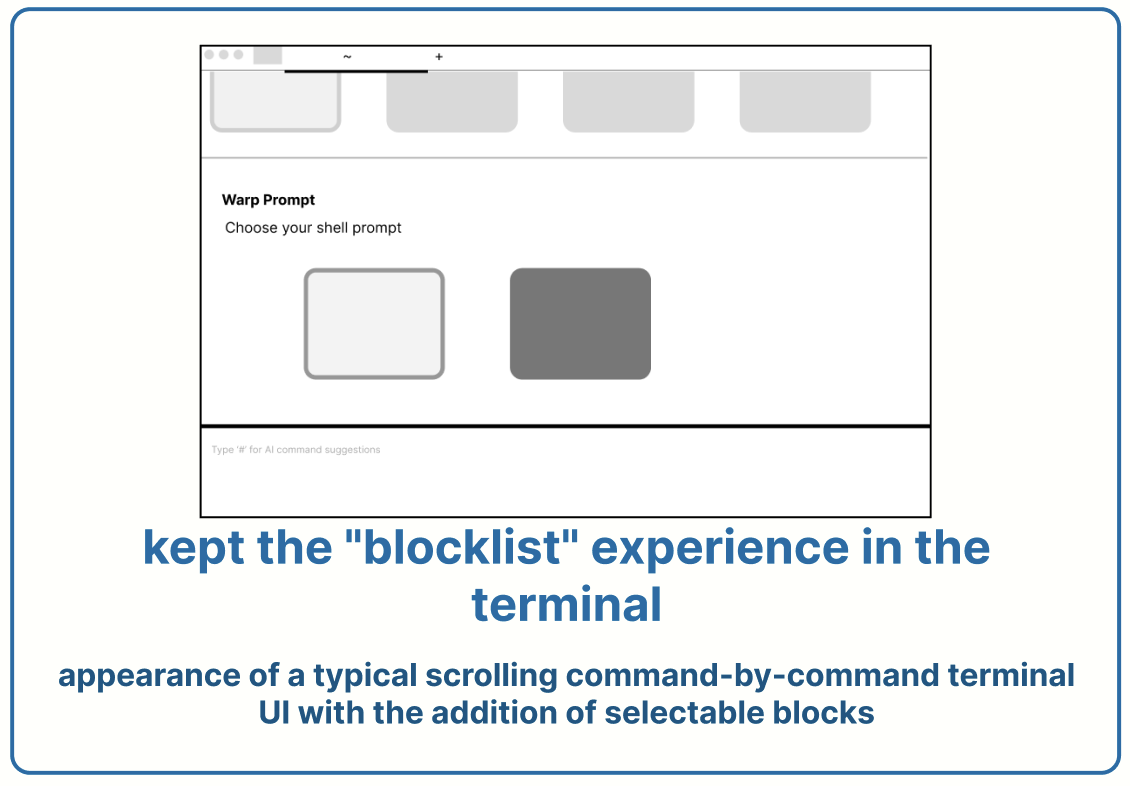 ~ +
Warp Prompt
Choose your shell prompt
Type '#' for AI command suggestions
kept the "blocklist" experience in the
terminal
appearance of a typical scrolling command-by-command terminal
UI with the addition of selectable blocks